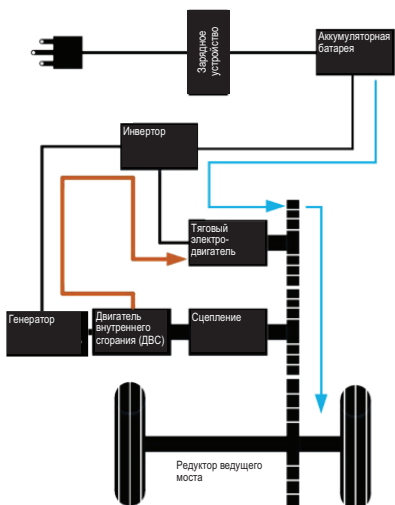 Зарядное
устройство
Аккумуляторная
батарея
Инвертор
Тяговый
электро-
двигатель
Генератор
Двигатель
внутреннего
сгорания (ДВС)
Сцепление
Редуктор ведущего
моста